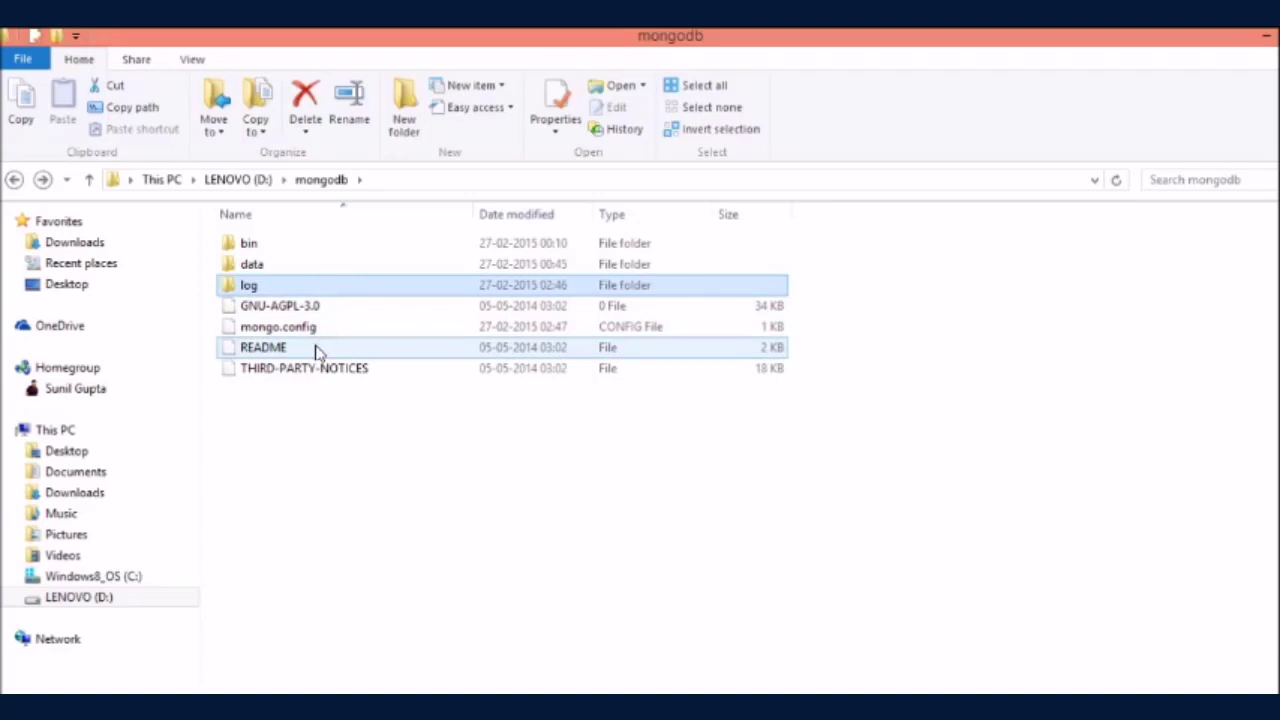 mongodb
File Home Share View
Copy
Paste
Cut
Copy path
Paste shortcut
Clipboard
Move to
Copy to
Delete
Rename
Organize
New folder
New item
Easy access
New
Properties
Open
Edit
History
Open
Select all
Select none
Invert selection
Select
This PC LENOVO (D:) mongodb
Search mongodb
Favorites
Downloads
Recent places
Desktop
OneDrive
Homegroup
Sunil Gupta
This PC
Desktop
Documents
Downloads
Music
Pictures
Videos
Windows8_OS (C:)
LENOVO (D:)
Network
Name Date modified Type Size
bin 27-02-2015 00:10 File folder
data 27-02-2015 00:45 File folder
log 27-02-2015 02:46 File folder
GNU-AGPL-3.0 05-05-2014 03:02 0 File 34 KB
mongo.config 27-02-2015 02:47 CONFIG File 1 KB
README 05-05-2014 03:02 File 2 KB
THIRD-PARTY-NOTICES 05-05-2014 03:02 File 18 KB